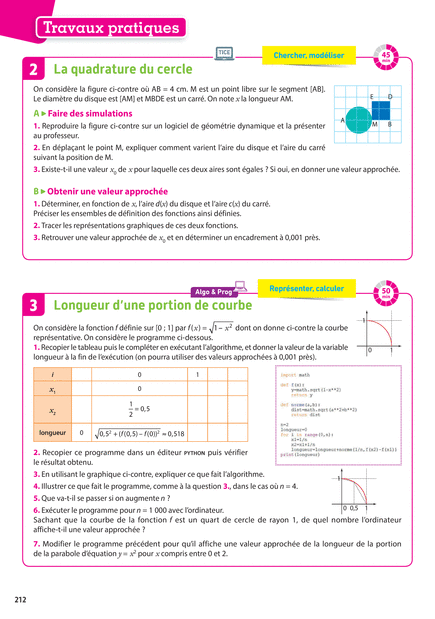 Travaux pratiques
TICE
Chercher, modéliser
45
min
2 La quadrature du cercle
On considère la figure ci-contre où AB = 4 cm. M est un point libre sur le segment [AB].
Le diamètre du disque est [AM] et MBDE est un carré. On note x la longueur AM.
E D
A M B
A ▶ Faire des simulations
1. Reproduire la figure ci-contre sur un logiciel de géométrie dynamique et la présenter
au professeur.
2. En déplaçant le point M, expliquer comment varient l'aire du disque et l'aire du carré
suivant la position de M.
3. Existe-t-il une valeur x0 de x pour laquelle ces deux aires sont égales ? Si oui, en donner une valeur approchée.
B ▶ Obtenir une valeur approchée
1. Déterminer, en fonction de x, l'aire d(x) du disque et l'aire c(x) du carré.
Préciser les ensembles de définition des fonctions ainsi définies.
2. Tracer les représentations graphiques de ces deux fonctions.
3. Retrouver une valeur approchée de x0 et en déterminer un encadrement à 0,001 près.
Algo & Prog
Représenter, calculer
50
min
3 Longueur d'une portion de courbe
On considère la fonction f définie sur [0 ; 1] par f(x) = √1 – x² dont on donne ci-contre la courbe
représentative. On considère le programme ci-dessous.
1. Recopier le tableau puis le compléter en exécutant l'algorithme, et donner la valeur de la variable
longueur à la fin de l'exécution (on pourra utiliser des valeurs approchées à 0,001 près).
1
0 1
i 0 1
x1 0
x2 1/2 = 0,5
longueur 0 √0,5² + (f(0,5) – f(0))² ≈ 0,518
import math
def f(x):
y=math.sqrt(1-x**2)
return y
def norme(a,b):
dist=math.sqrt(a**2+b**2)
return dist
n=2
longueur=0
for i in range(0,n):
x1=i/n
longueur=longueur+norme(1/n,f(x2)-f(x1))
print(longueur)
2. Recopier ce programme dans un éditeur PYTHON puis vérifier
le résultat obtenu.
3. En utilisant le graphique ci-contre, expliquer ce que fait l'algorithme.
4. Illustrer ce que fait le programme, comme à la question 3., dans le cas où n = 4.
5. Que va-t-il se passer si on augmente n ?
6. Exécuter le programme pour n = 1 000 avec l'ordinateur.
Sachant que la courbe de la fonction f est un quart de cercle de rayon 1, de quel nombre l'ordinateur
affiche-t-il une valeur approchée ?
1
0 0,5 1
7. Modifier le programme précédent pour qu'il affiche une valeur approchée de la longueur de la portion
de la parabole d'équation y = x² pour x compris entre 0 et 2.
212